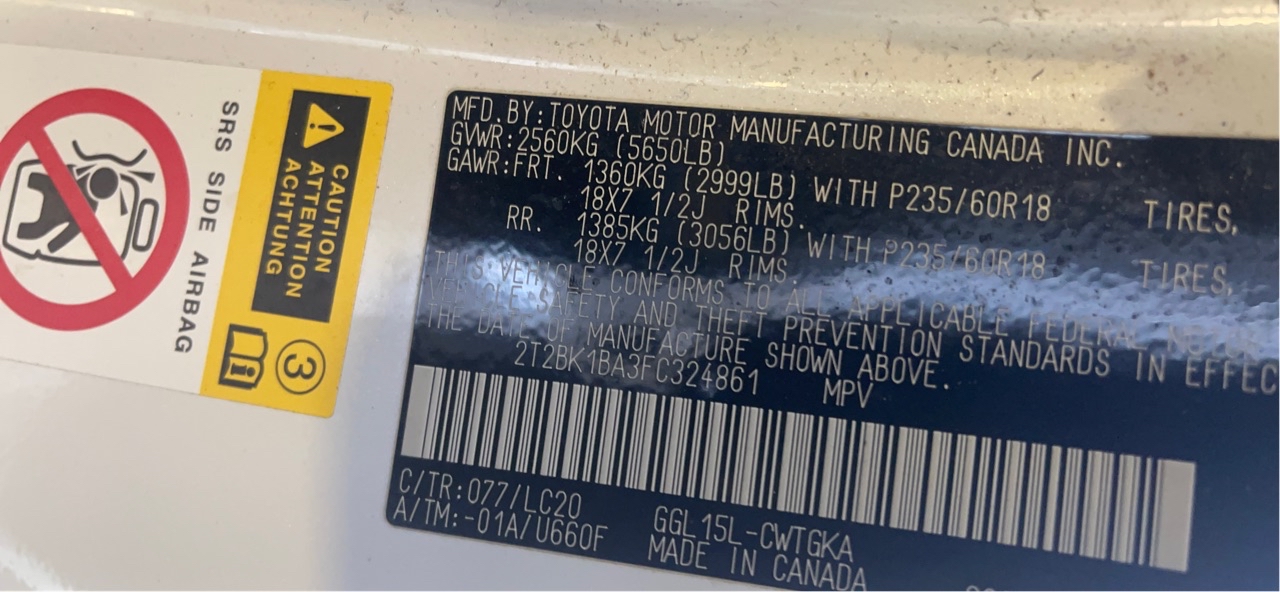 SRS SIDE AIRBAG
CAUTION
ATTENTION
ACHTUNG
3
MFD.BY:TOYOTA MOTOR MANUFACTURING CANADA INC.
GVWR:2560KG (5650LB)
GAWR:FRT. 1360KG (2999LB) WITH P235/60R18 TIRES,
18X7 1/2J RIMS.
RR. 1385KG (3056LB) WITH P235/60R18 TIRES,
18X7 1/2J RIMS.
THIS VEHICLE CONFORMS TO ALL APPLICABLE FEDERAL MOTOR
VEHICLE SAFETY AND THEFT PREVENTION STANDARDS IN EFFEC
THE DATE OF MANUFACTURE SHOWN ABOVE.
2T2BK1BA3FC324861 MPV
C/TR:077/LC20
A/TM:-01A/U660F GGL15L-CWTGKA
MADE IN CANADA